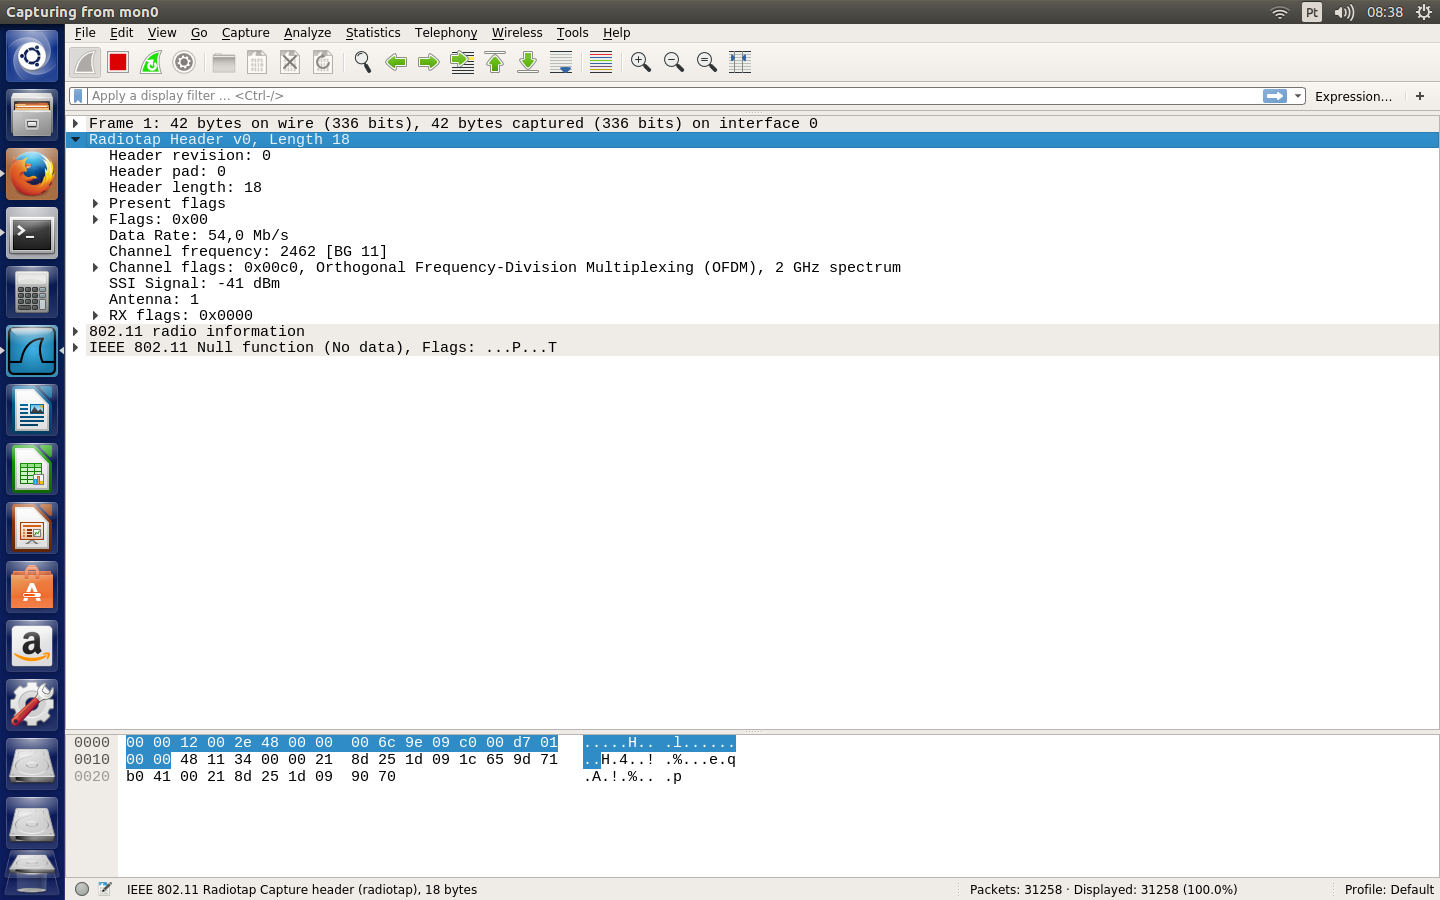 Capturing from mon0
Pt
08:38
File Edit View Go Capture Analyze Statistics Telephony Wireless Tools Help
Apply a display filter ... <Ctrl-/>
Expression... +
Frame 1: 42 bytes on wire (336 bits), 42 bytes captured (336 bits) on interface 0
Radiotap Header v0, Length 18
Header revision: 0
Header pad: 0
Header length: 18
Present flags
Flags: 0x00
Data Rate: 54,0 Mb/s
Channel frequency: 2462 [BG 11]
Channel flags: 0x00c0, Orthogonal Frequency-Division Multiplexing (OFDM), 2 GHz spectrum
SSI Signal: -41 dBm
Antenna: 1
RX flags: 0x0000
802.11 radio information
IEEE 802.11 Null function (No data), Flags: ...P...T
0000 00 00 12 00 2e 48 00 00 00 6c 9e 09 c0 00 d7 01 .....H.. .l......
0010 00 00 48 11 34 00 00 21 8d 25 1d 09 1c 65 9d 71 ..H.4..! .%...e.q
0020 b0 41 00 21 8d 25 1d 09 90 70 .A.!.%.. .p
IEEE 802.11 Radiotap Capture header (radiotap), 18 bytes
Packets: 31258 · Displayed: 31258 (100.0%)
Profile: Default